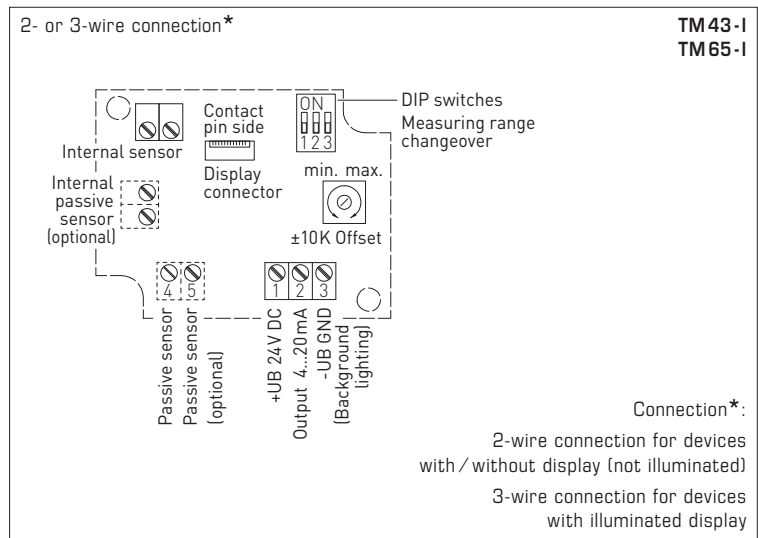 2- or 3-wire connection*
TM43-I
TM65-I
ON
1 2 3
DIP switches
Measuring range
changeover
Contact
pin side
Internal sensor
Display
connector
Internal
passive
sensor
(optional)
min. max.
±10K Offset
4 5
1 2 3
Passive sensor
Passive sensor
(optional)
+UB 24V DC
Output 4...20mA
-UB GND
(Background
lighting)
Connection*:
2-wire connection for devices
with / without display (not illuminated)
3-wire connection for devices
with illuminated display